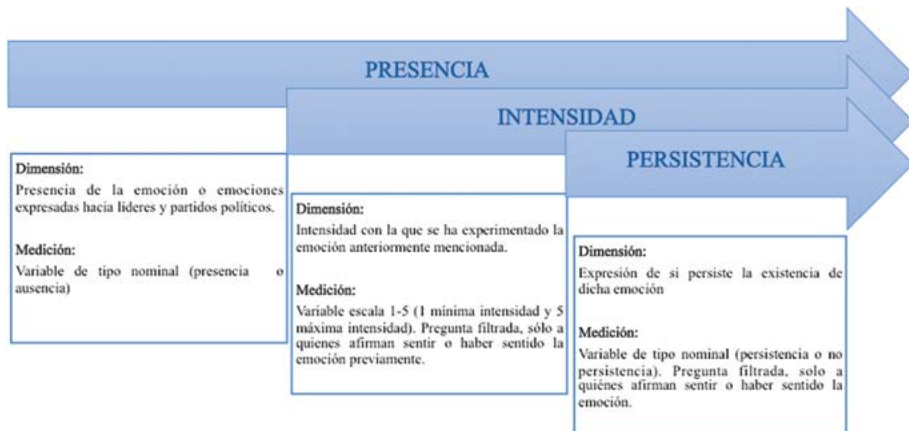 PRESENCIA
INTENSIDAD
PERSISTENCIA
Dimensión:
Presencia de la emoción o emociones
expresadas hacia líderes y partidos políticos.
Medición:
Variable de tipo nominal (presencia o
ausencia)
Dimensión:
Intensidad con la que se ha experimentado la
emoción anteriormente mencionada.
Medición:
Variable escala 1-5 (1 mínima intensidad y 5
máxima intensidad). Pregunta filtrada, sólo a
quienes afirman sentir o haber sentido la
emoción previamente.
Dimensión:
Expresión de si persiste la existencia de
dicha emoción
Medición:
Variable de tipo nominal (persistencia o no
persistencia). Pregunta filtrada, solo a
quiénes afirman sentir o haber sentido la
emoción.